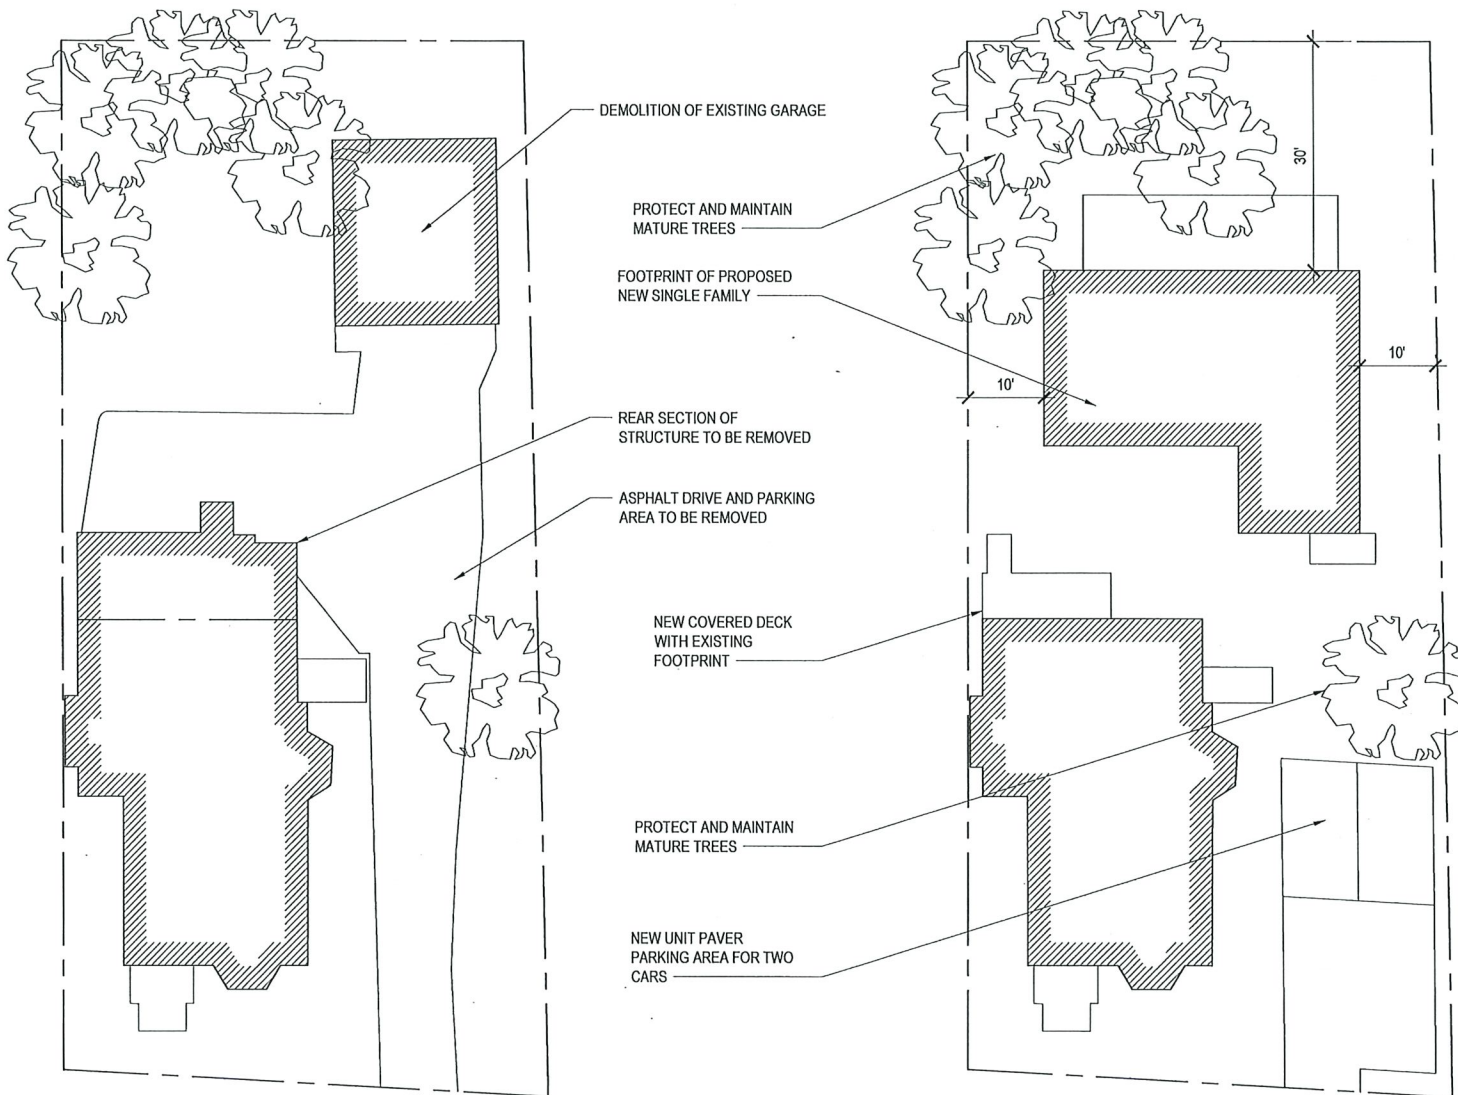 DEMOLITION OF EXISTING GARAGE
30'
PROTECT AND MAINTAIN
MATURE TREES
FOOTPRINT OF PROPOSED
NEW SINGLE FAMILY
10'
10'
REAR SECTION OF
STRUCTURE TO BE REMOVED
ASPHALT DRIVE AND PARKING
AREA TO BE REMOVED
NEW COVERED DECK
WITH EXISTING
FOOTPRINT
PROTECT AND MAINTAIN
MATURE TREES
NEW UNIT PAVER
PARKING AREA FOR TWO
CARS